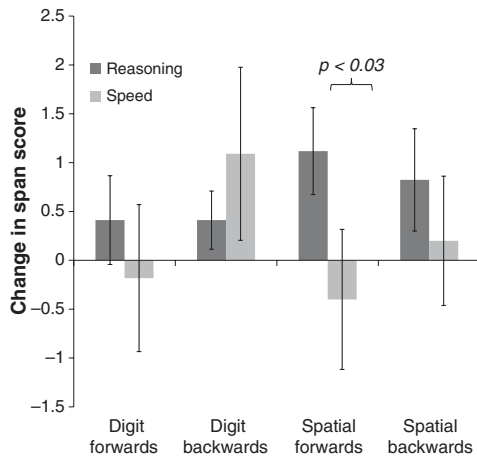 2.5
Reasoning
Speed
p < 0.03
2
1.5
1
0.5
0
−0.5
−1
−1.5
Change in span score
Digit
forwards
Digit
backwards
Spatial
forwards
Spatial
backwards